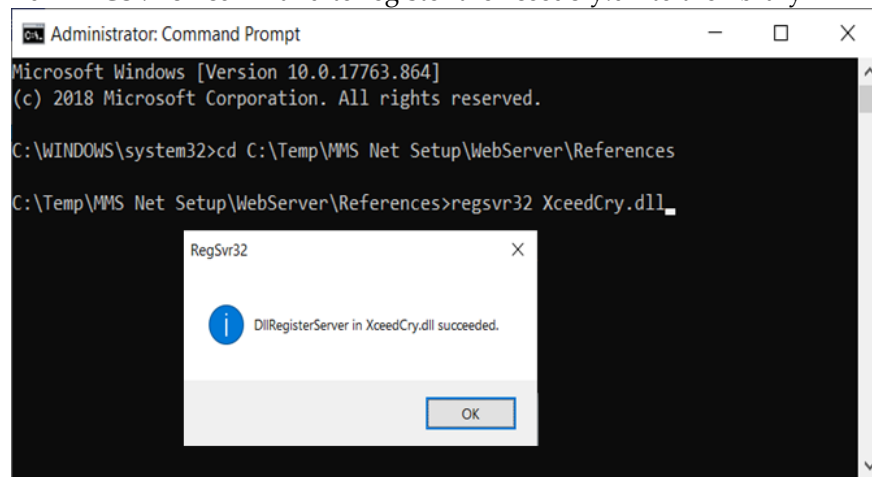 Administrator: Command Prompt
Microsoft Windows [Version 10.0.17763.864]
(c) 2018 Microsoft Corporation. All rights reserved.
C:\WINDOWS\system32>cd C:\Temp\MMS Net Setup\WebServer\References
C:\Temp\MMS Net Setup\WebServer\References>regsvr32 XceedCry.dll
RegSvr32
DllRegisterServer in XceedCry.dll succeeded.
OK